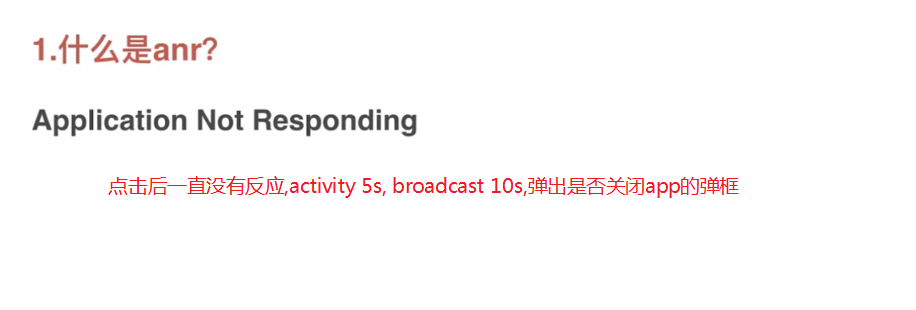 1.什么是anr?
Application Not Responding
点击后一直没有反应,activity 5s, broadcast 10s,弹出是否关闭app的弹框